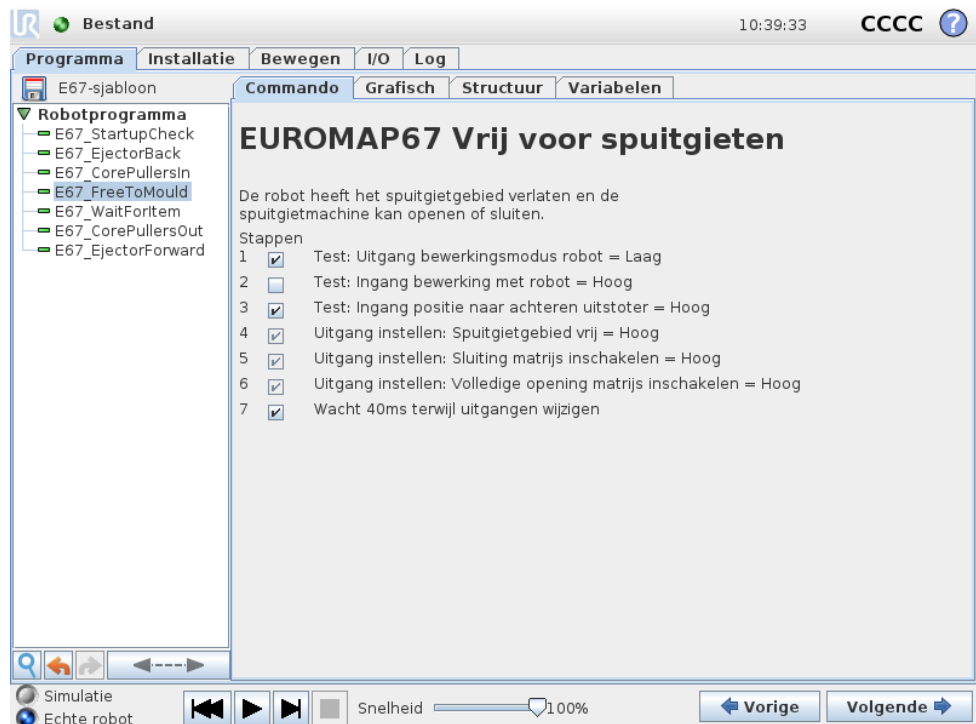 UR Bestand 10:39:33 CCCC ?
Programma Installatie Bewegen I/O Log
E67-sjabloon
Commando Grafisch Structuur Variabelen
Robotprogramma
E67_StartupCheck
E67_EjectorBack
E67_CorePullersIn
E67_FreeToMould
E67_WaitForItem
E67_CorePullersOut
E67_EjectorForward
EUROMAP67 Vrij voor spuitgieten
De robot heeft het spuitgietgebied verlaten en de
spuitgietmachine kan openen of sluiten.
Stappen
1 Test: Uitgang bewerkingsmodus robot = Laag
2 Test: Ingang bewerking met robot = Hoog
3 Test: Ingang positie naar achteren uitstoter = Hoog
4 Uitgang instellen: Spuitgietgebied vrij = Hoog
5 Uitgang instellen: Sluiting matrijs inschakelen = Hoog
6 Uitgang instellen: Volledige opening matrijs inschakelen = Hoog
7 Wacht 40ms terwijl uitgangen wijzigen
Simulatie
Echte robot
Snelheid 100%
Vorige Volgende